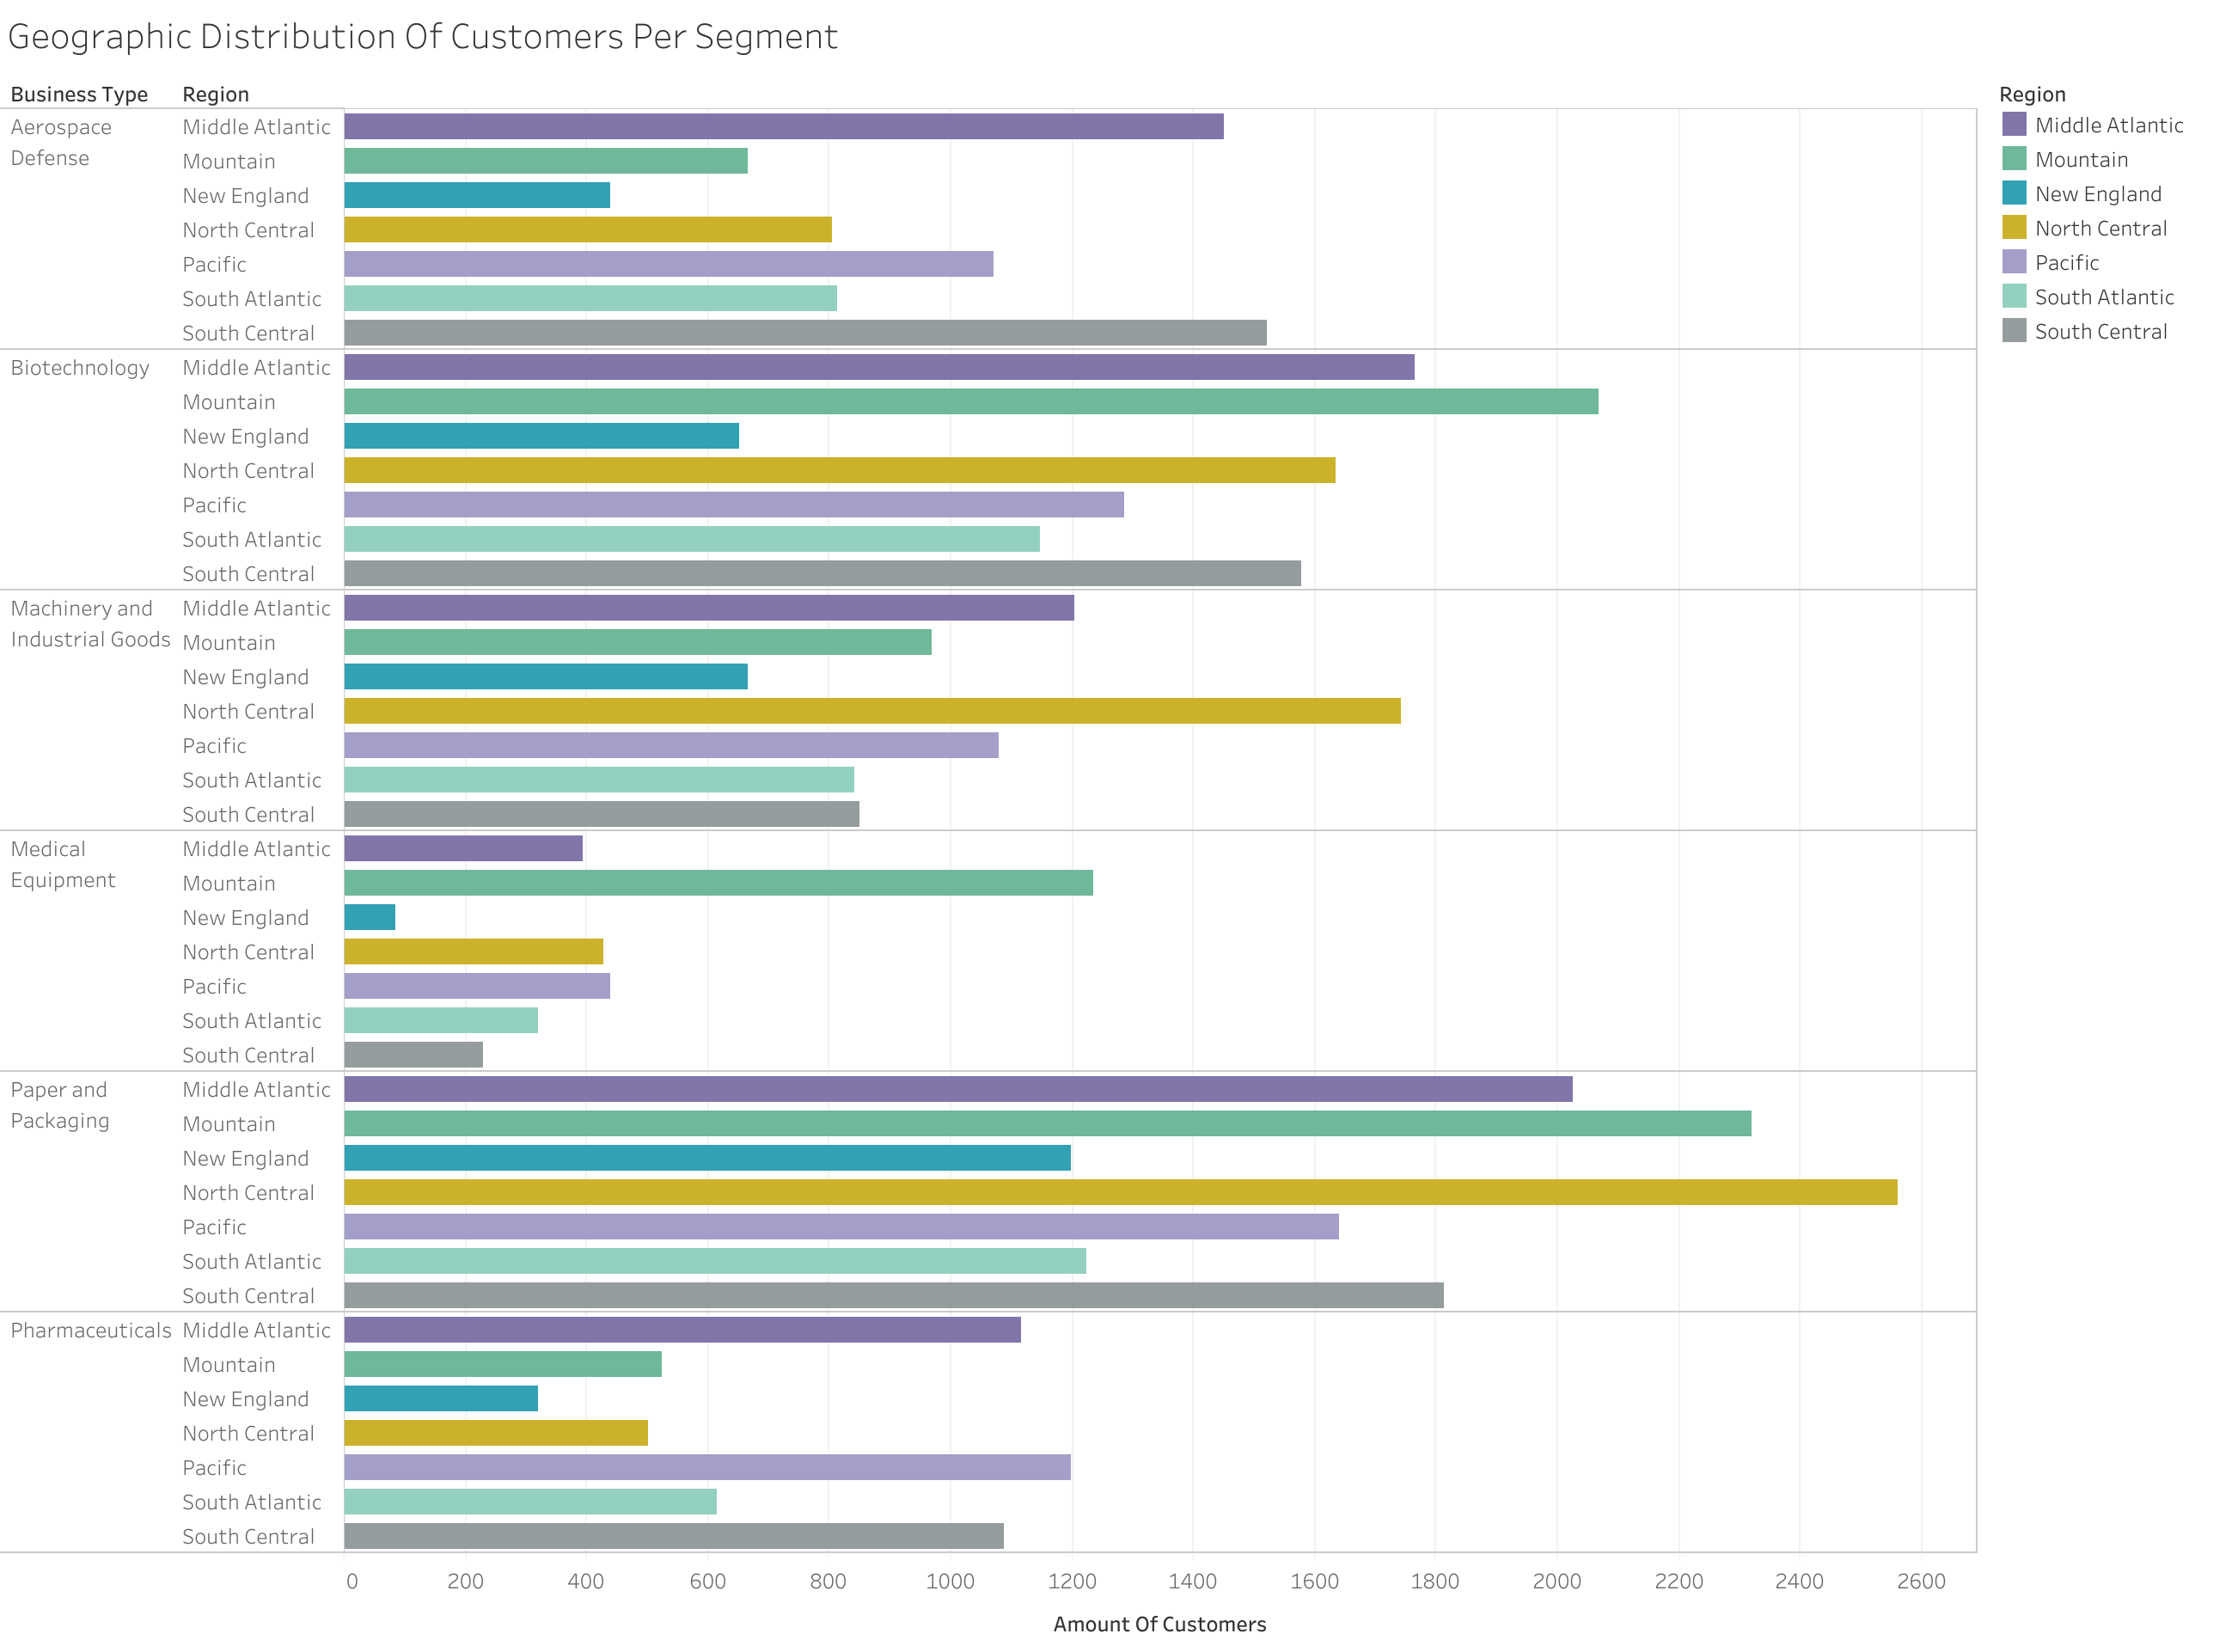 Geographic Distribution Of Customers Per Segment
Business Type Region
Aerospace
Defense
Middle Atlantic
Mountain
New England
North Central
Pacific
South Atlantic
South Central
Biotechnology
Middle Atlantic
Mountain
New England
North Central
Pacific
South Atlantic
South Central
Machinery and
Industrial Goods
Middle Atlantic
Mountain
New England
North Central
Pacific
South Atlantic
South Central
Medical
Equipment
Middle Atlantic
Mountain
New England
North Central
Pacific
South Atlantic
South Central
Paper and
Packaging
Middle Atlantic
Mountain
New England
North Central
Pacific
South Atlantic
South Central
Pharmaceuticals
Middle Atlantic
Mountain
New England
North Central
Pacific
South Atlantic
South Central
0 200 400 600 800 1000 1200 1400 1600 1800 2000 2200 2400 2600
Amount Of Customers
Region
Middle Atlantic
Mountain
New England
North Central
Pacific
South Atlantic
South Central